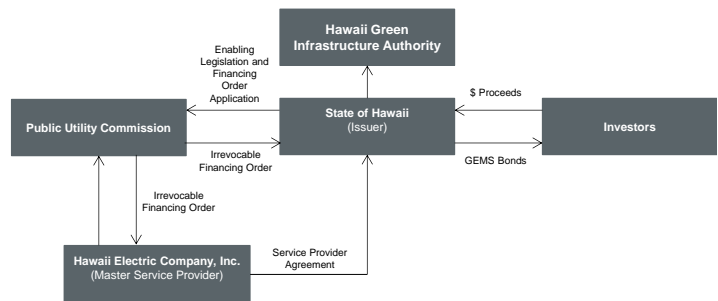 Hawaii Green
Infrastructure Authority
Enabling
Legislation and
Financing
Order
Application
$ Proceeds
Public Utility Commission
State of Hawaii
(Issuer)
Investors
Irrevocable
Financing Order
GEMS Bonds
Irrevocable
Financing Order
Hawaii Electric Company, Inc.
(Master Service Provider)
Service Provider
Agreement